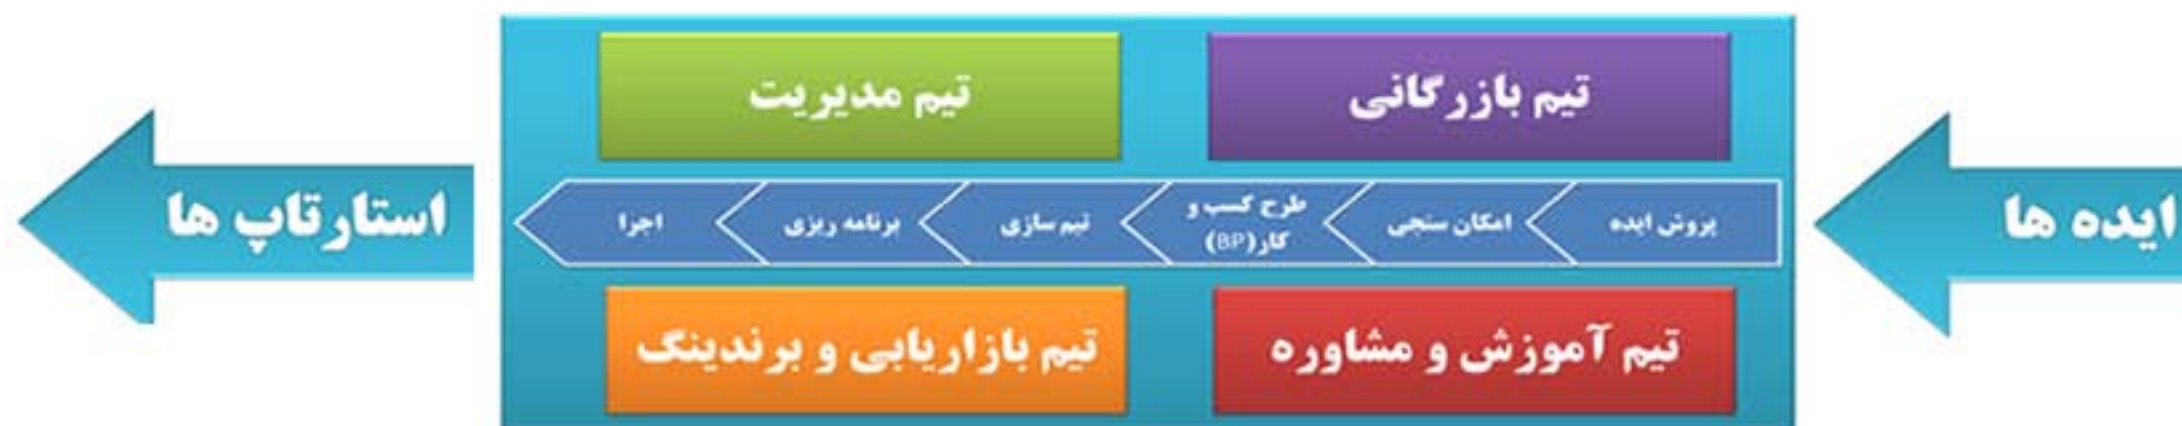 ایده ها
تیم بازرگانی
تیم مدیریت
پروش ایده
امکان سنجی
طرح کسب و
کار(BP)
تیم سازی
برنامه ریزی
اجرا
تیم آموزش و مشاوره
تیم بازاریابی و برندینگ
استارتاپ ها